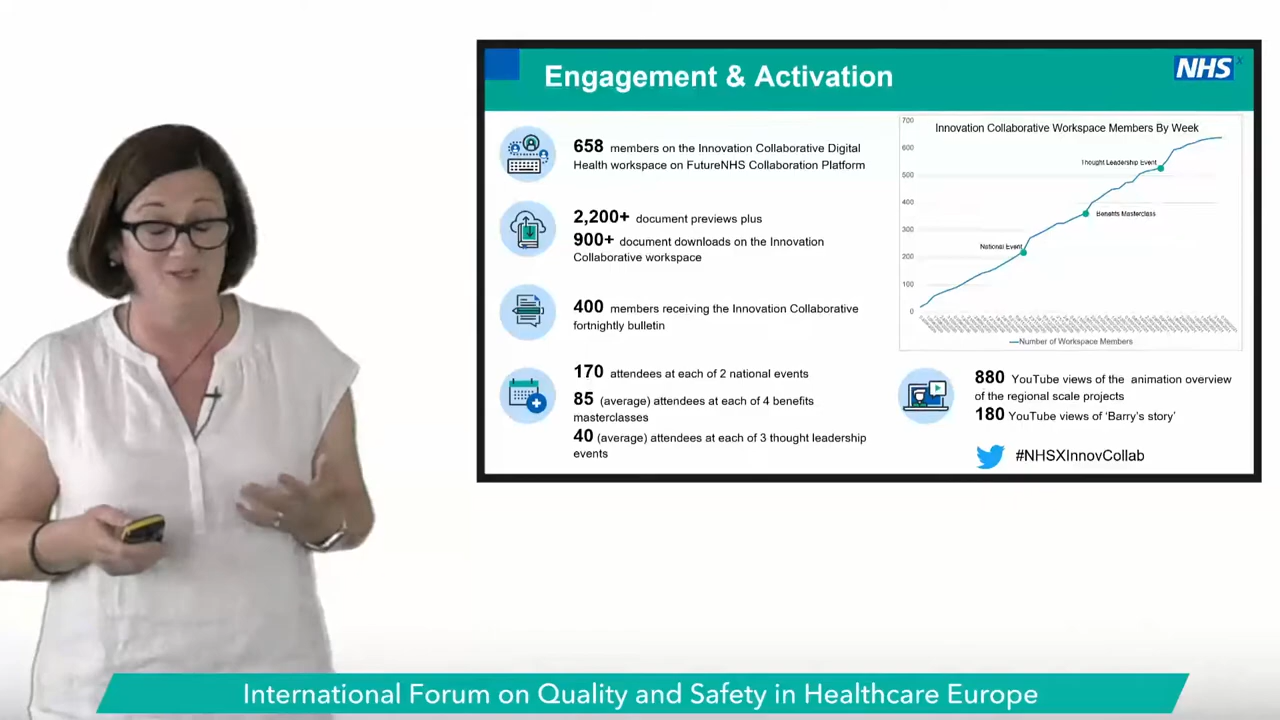 Engagement & Activation
NHS
X
658 members on the Innovation Collaborative Digital
Health workspace on FutureNHS Collaboration Platform
2,200+ document previews plus
900+ document downloads on the Innovation
Collaborative workspace
400 members receiving the Innovation Collaborative
fortnightly bulletin
170 attendees at each of 2 national events
85 (average) attendees at each of 4 benefits
masterclasses
40 (average) attendees at each of 3 thought leadership
events
Innovation Collaborative Workspace Members By Week
700
600
500
400
300
200
100
0
Thought Leadership Event
Benefits Masterclass
National Event
Number of Workspace Members
880 YouTube views of the animation overview
of the regional scale projects
180 YouTube views of ‘Barry’s story’
#NHSXInnovCollab
International Forum on Quality and Safety in Healthcare Europe